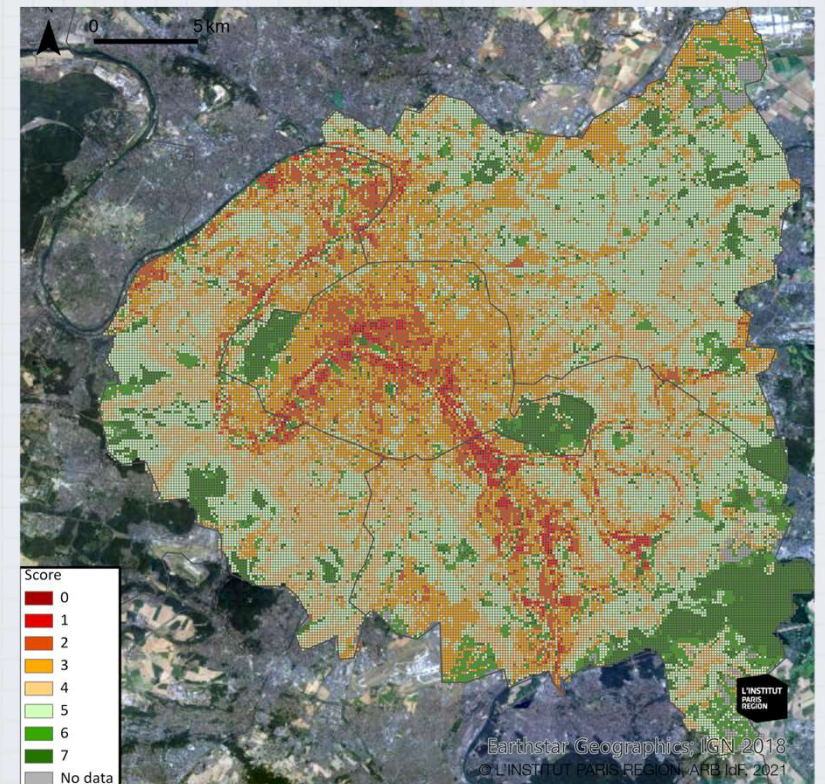 N
0 5 km
Score
0
1
2
3
4
5
6
7
No data
L'INSTITUT
PARIS
REGION
Earthstar Geographics, IGN 2018
© L'INSTITUT PARIS REGION, ARB IdF, 2021